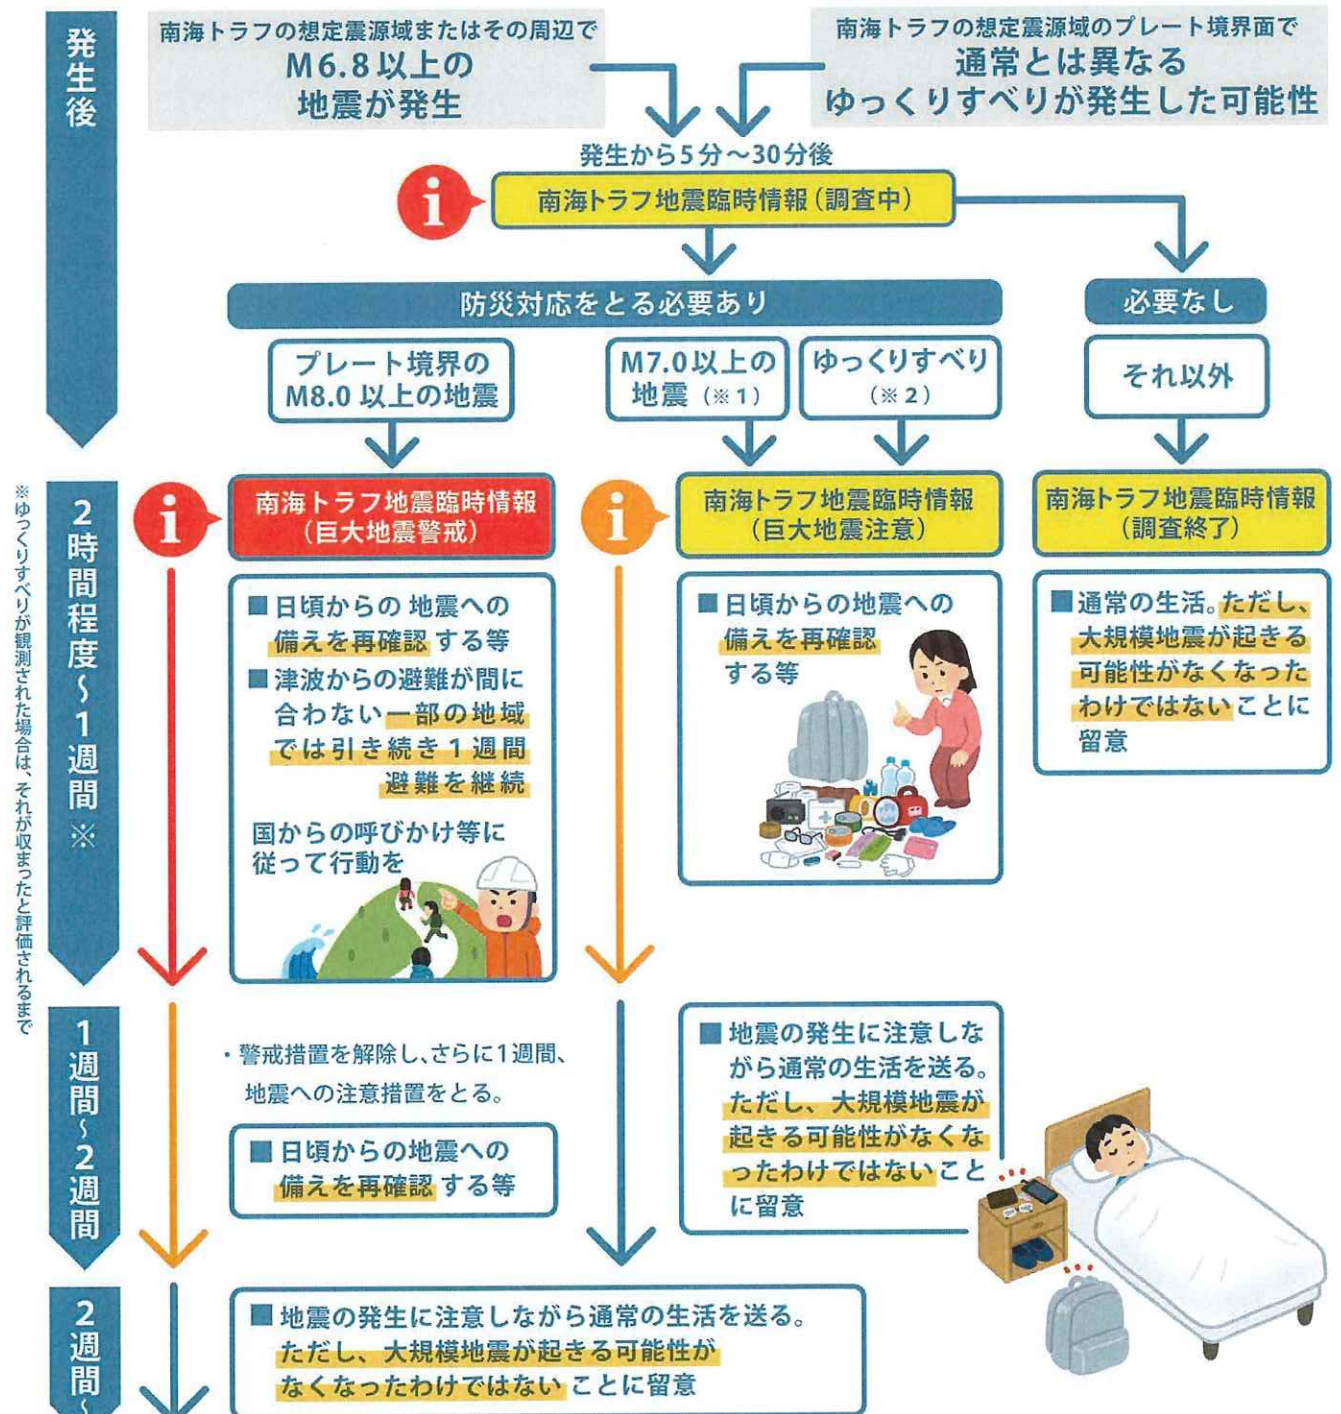 発生後
南海トラフの想定震源域またはその周辺で
M6.8以上の
地震が発生
南海トラフの想定震源域のプレート境界面で
通常とは異なる
ゆっくりすべりが発生した可能性
発生から5分～30分後
i
南海トラフ地震臨時情報(調査中)
防災対応をとる必要あり
必要なし
プレート境界の
M8.0以上の地震
M7.0以上の
地震(※1)
ゆっくりすべり
(※2)
それ以外
2時間程度～1週間※
※ゆっくりすべりが観測された場合は、それが収まったと評価されるまで
i
南海トラフ地震臨時情報
(巨大地震警戒)
i
南海トラフ地震臨時情報
(巨大地震注意)
南海トラフ地震臨時情報
(調査終了)
■日頃からの 地震への
備えを再確認 する等
■津波からの避難が間に
合わない一部の地域
では引き続き1週間
避難を継続
国からの呼びかけ等に
従って行動を
■日頃からの地震への
備えを再確認
する等
■通常の生活。ただし、
大規模地震が起きる
可能性がなくなった
わけではないことに
留意
1週間～2週間
・警戒措置を解除し、さらに1週間、
地震への注意措置をとる。
■日頃からの地震への
備えを再確認 する等
■地震の発生に注意しな
がら通常の生活を送る。
ただし、大規模地震が
起きる可能性がなくな
ったわけではないこと
に留意
2週間～
■地震の発生に注意しながら通常の生活を送る。
ただし、大規模地震が起きる可能性が
なくなったわけではない ことに留意